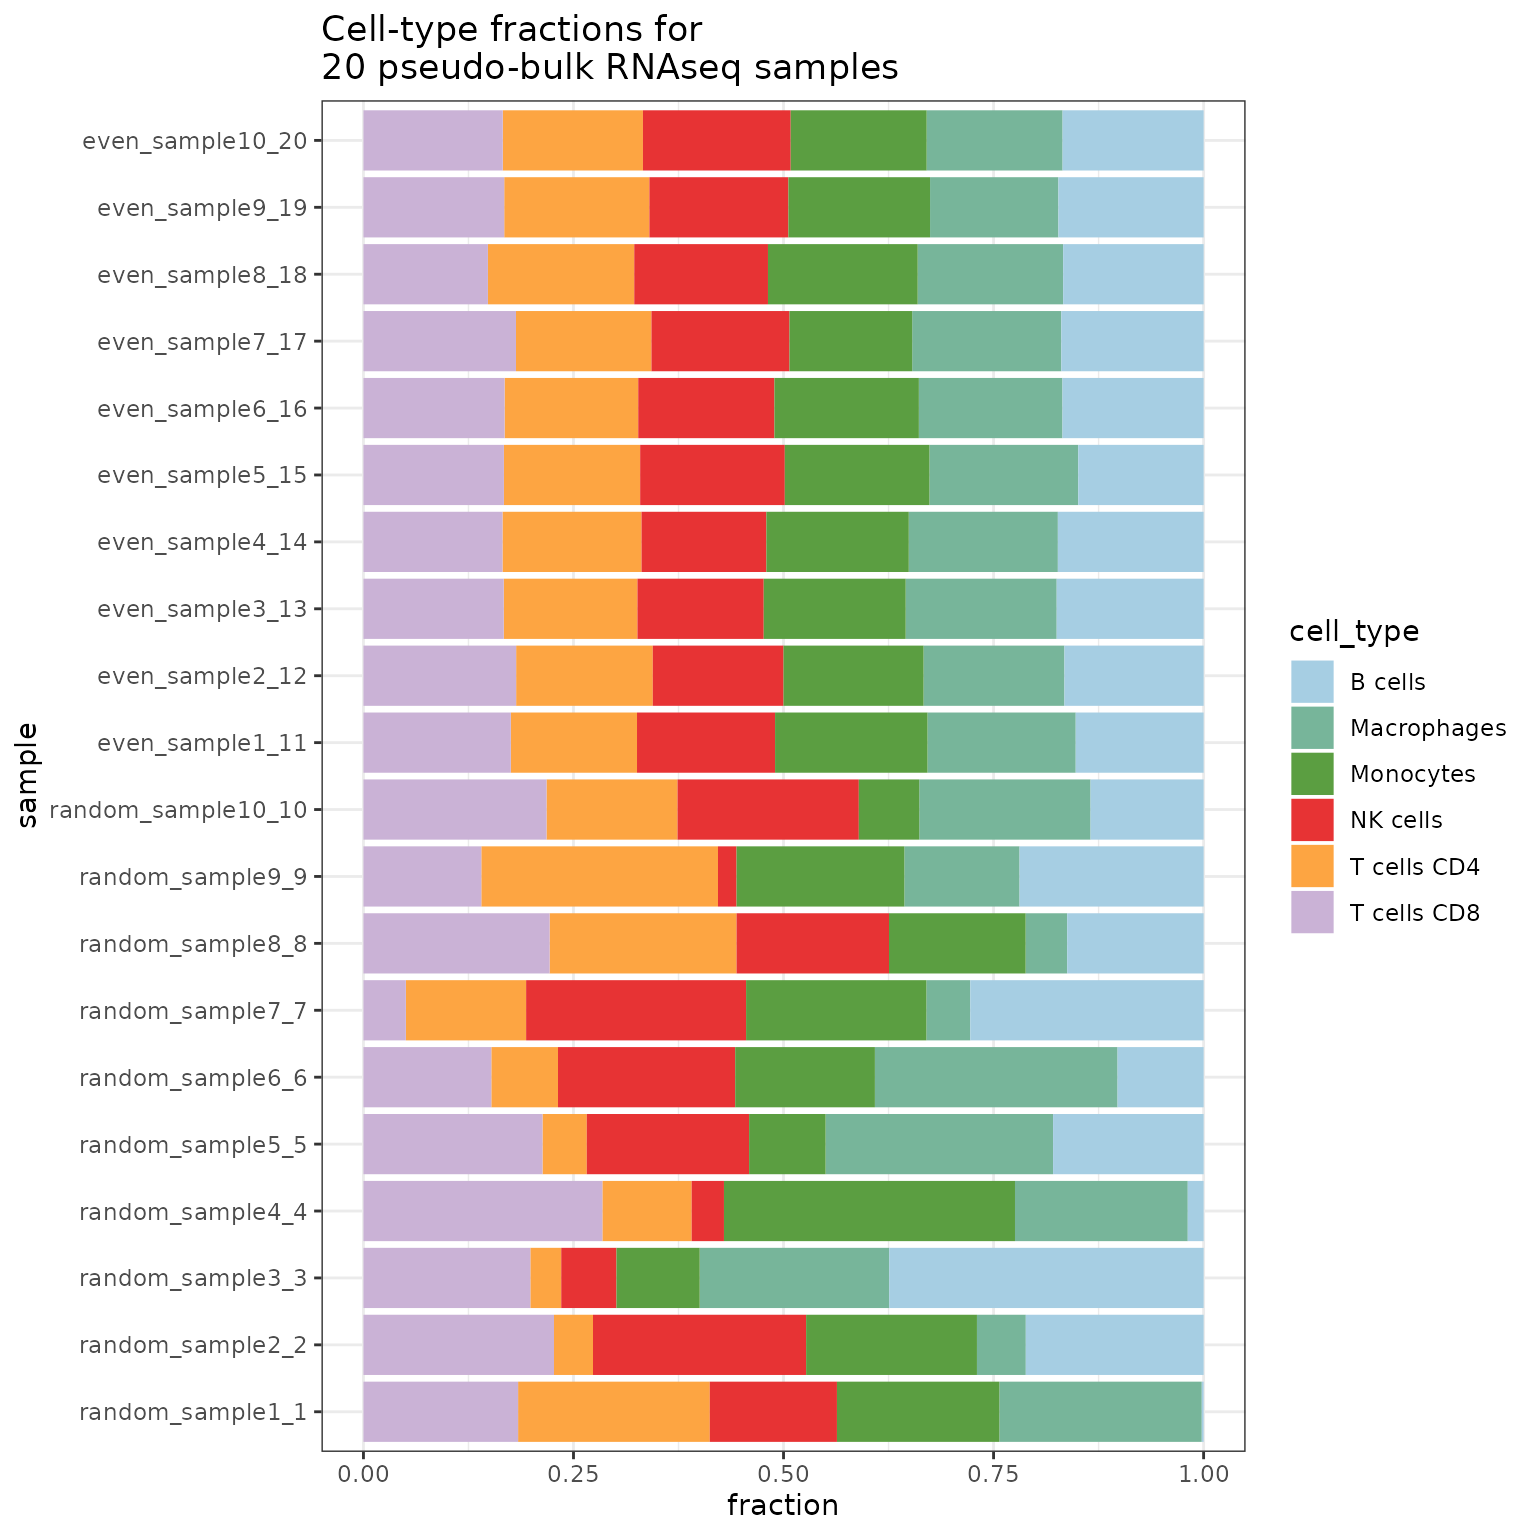 Cell-type fractions for
20 pseudo-bulk RNAseq samples
even_sample10_20
even_sample9_19
even_sample8_18
even_sample7_17
even_sample6_16
even_sample5_15
even_sample4_14
even_sample3_13
even_sample2_12
even_sample1_11
random_sample10_10
random_sample9_9
random_sample8_8
random_sample7_7
random_sample6_6
random_sample5_5
random_sample4_4
random_sample3_3
random_sample2_2
random_sample1_1
sample
0.00 0.25 0.50 0.75 1.00
fraction
cell_type
B cells
Macrophages
Monocytes
NK cells
T cells CD4
T cells CD8